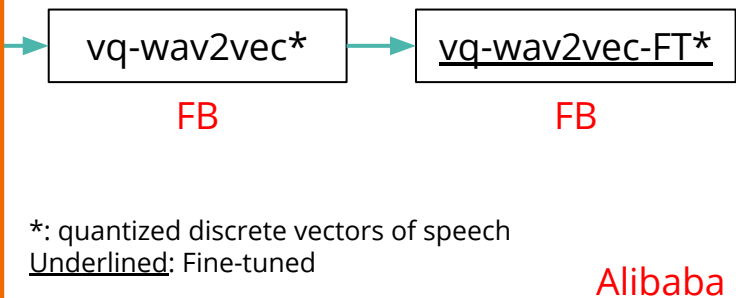 vq-wav2vec* vq-wav2vec-FT*
FB FB
*: quantized discrete vectors of speech
Underlined: Fine-tuned
Alibaba